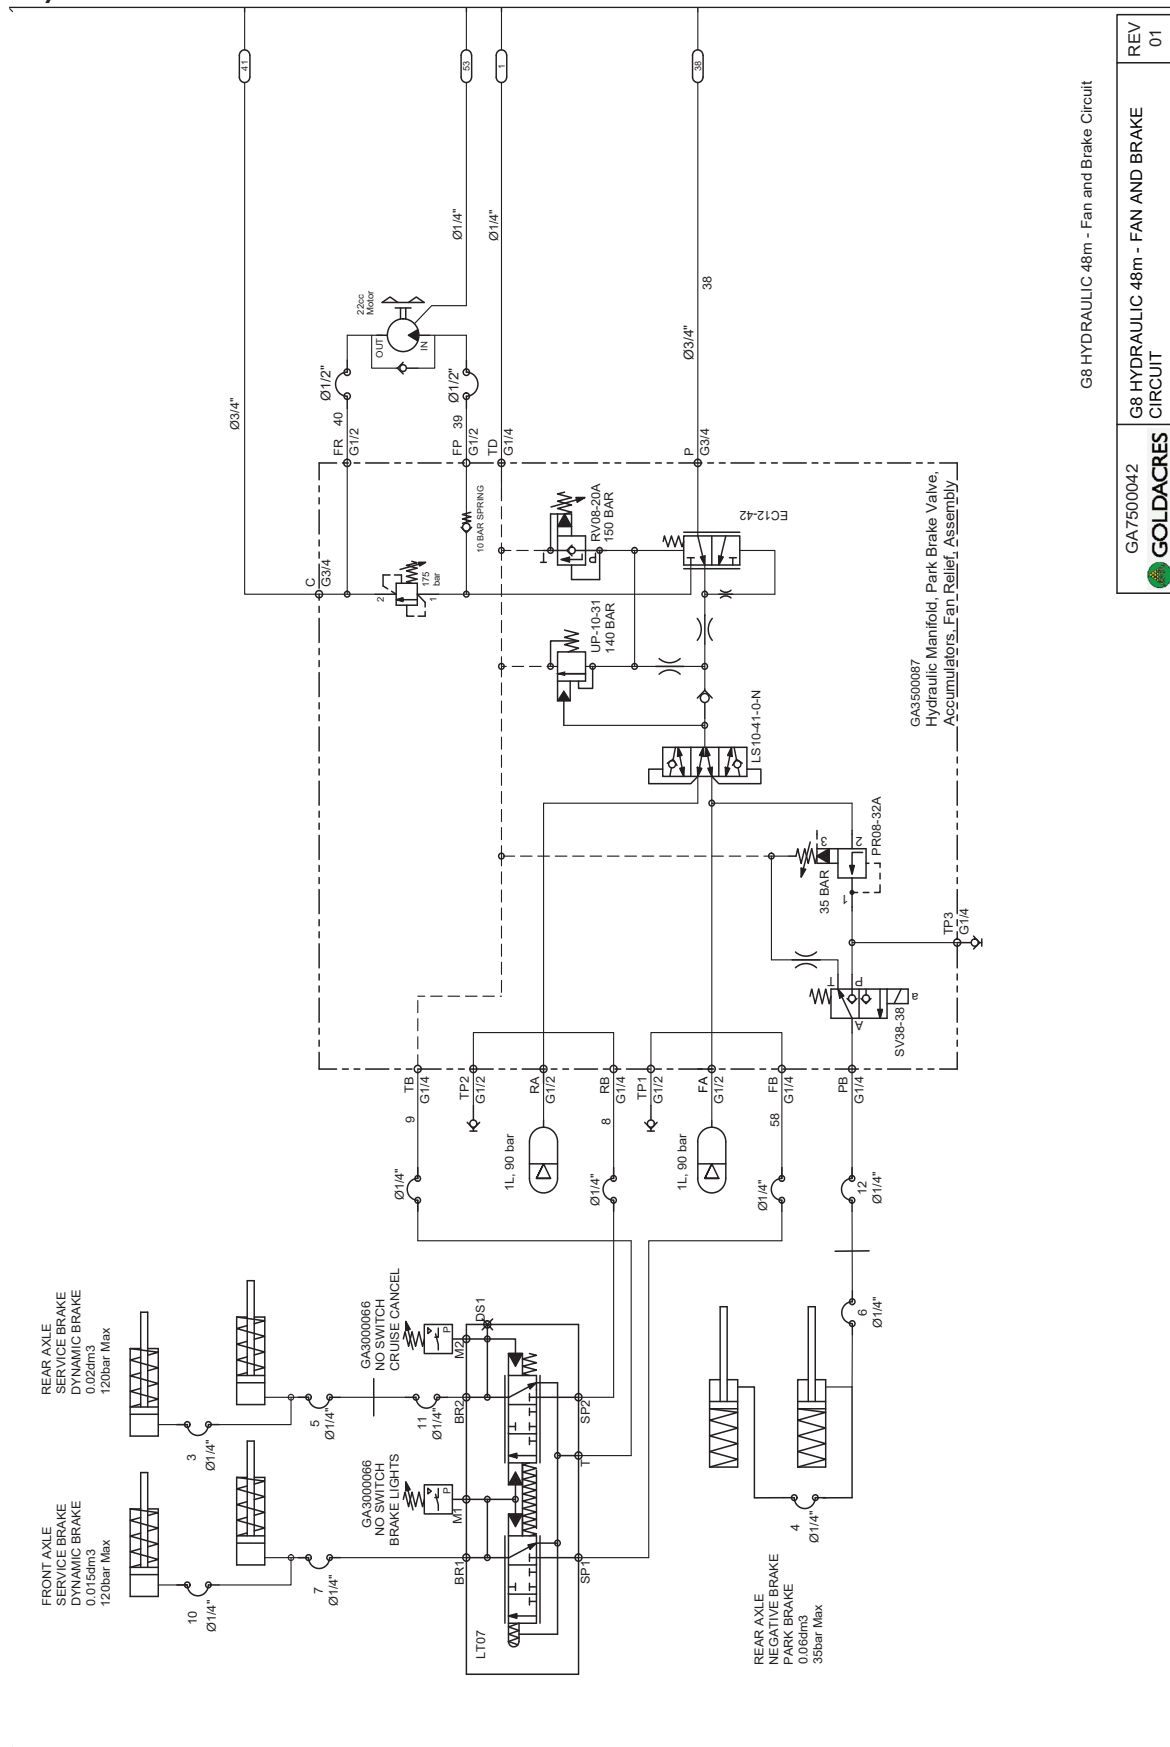 41
53
1
38
Ø3/4"
Ø1/4"
Ø1/4"
Ø3/4"
38
22cc
Motor
OUT
IN
Ø1/2"
Ø1/2"
FR
40
G1/2
FP
39
G1/2
TD
G1/4
P
G3/4
C
G3/4
2
1
175
bar
10 BAR SPRING
RV08-20A
150 BAR
T
P
EC12-42
UP-10-31
140 BAR
LS10-41-0-N
GA3500087
Hydraulic Manifold, Park Brake Valve,
Accumulators, Fan Relief, Assembly
35 BAR
3
2
1
PR08-32A
TP3
G1/4
T
P
A
a
SV38-38
TB
G1/4
9
TP2
G1/2
RA
G1/2
RB
G1/4
8
TP1
G1/2
FA
G1/2
FB
G1/4
58
PB
G1/4
1L, 90 bar
1L, 90 bar
Ø1/4"
Ø1/4"
Ø1/4"
12
Ø1/4"
6
Ø1/4"
4
Ø1/4"
REAR AXLE
SERVICE BRAKE
DYNAMIC BRAKE
0.02dm3
120bar Max
3
Ø1/4"
5
Ø1/4"
11
Ø1/4"
GA3000066
NO SWITCH
CRUISE CANCEL
P
M2
DS1
BR2
SP2
T
FRONT AXLE
SERVICE BRAKE
DYNAMIC BRAKE
0.015dm3
120bar Max
10
Ø1/4"
7
Ø1/4"
GA3000066
NO SWITCH
BRAKE LIGHTS
P
M1
BR1
SP1
LT07
REAR AXLE
NEGATIVE BRAKE
PARK BRAKE
0.06dm3
35bar Max
G8 HYDRAULIC 48m - Fan and Brake Circuit
GA7500042
GOLDACRES
G8 HYDRAULIC 48m - FAN AND BRAKE
CIRCUIT
REV
01